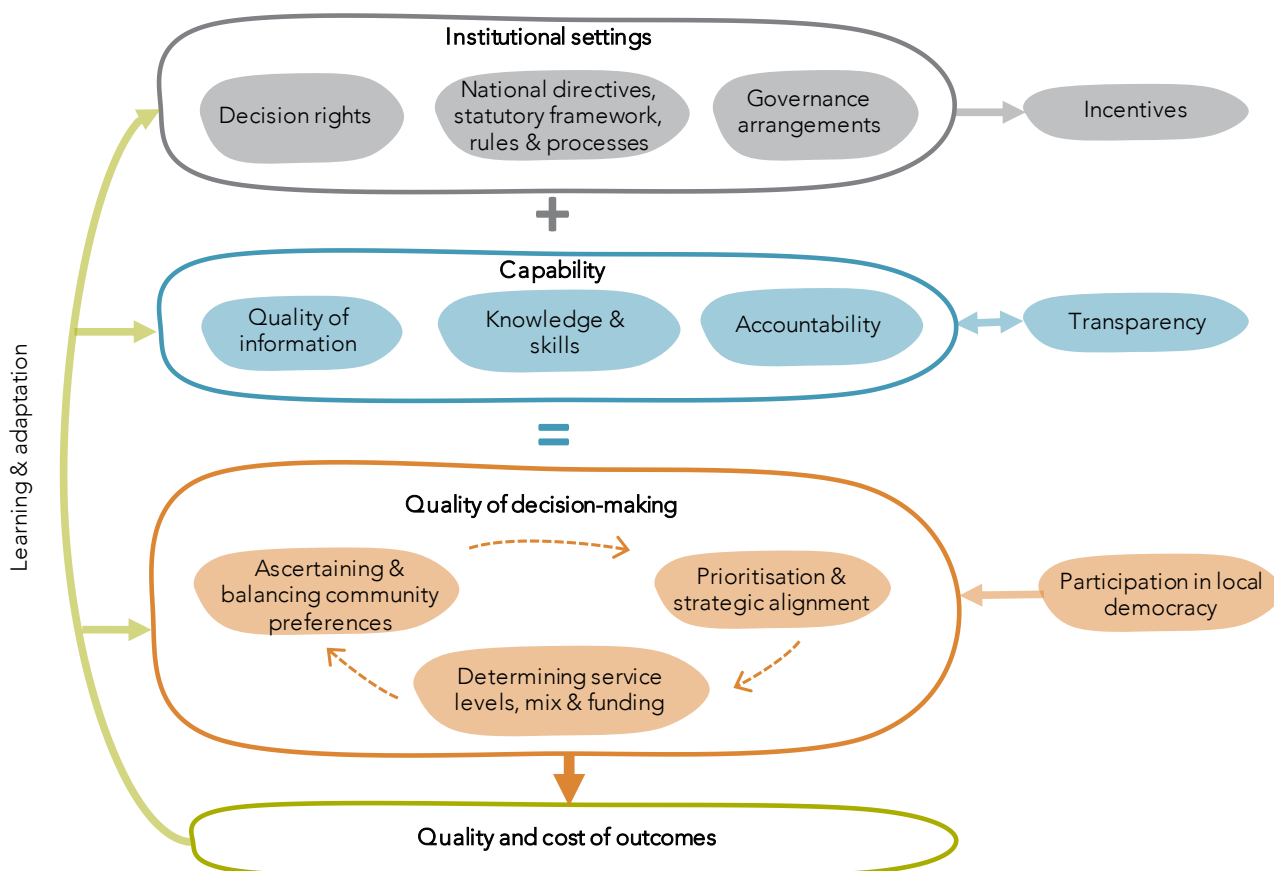 Institutional settings
Decision rights
National directives,
statutory framework,
rules & processes
Governance
arrangements
Incentives
+
Capability
Quality of
information
Knowledge &
skills
Accountability
Transparency
=
Learning & adaptation
Quality of decision-making
Ascertaining &
balancing community
preferences
Prioritisation &
strategic alignment
Participation in local
democracy
Determining service
levels, mix & funding
Quality and cost of outcomes